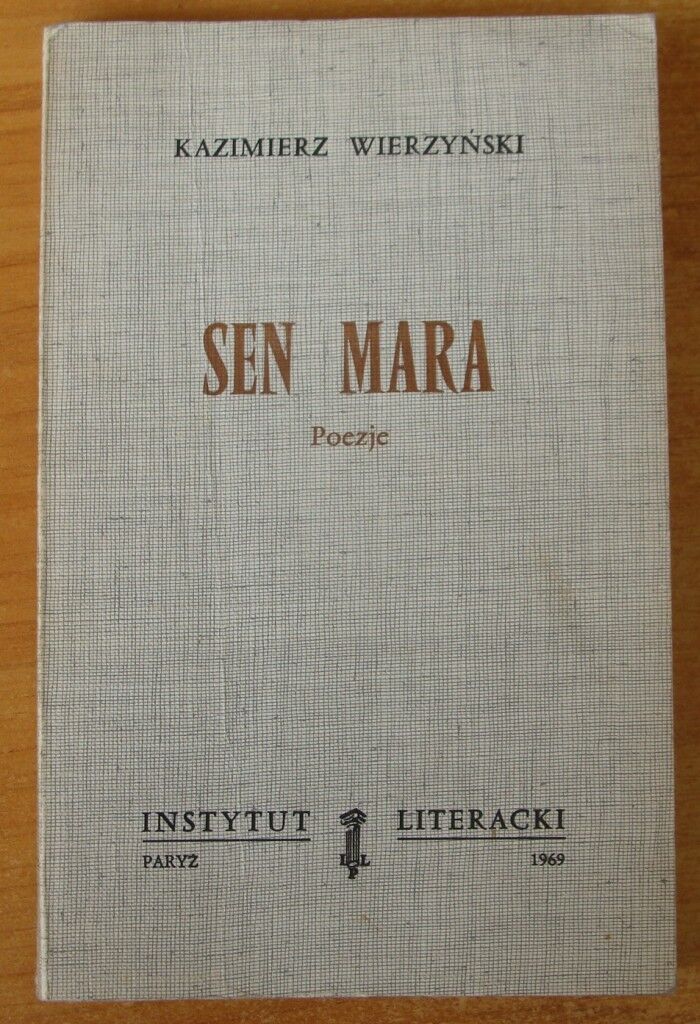 KAZIMIERZ WIERZYŃSKI
SEN MARA
Poezje
INSTYTUT LITERACKI
PARYŻ I L P 1969